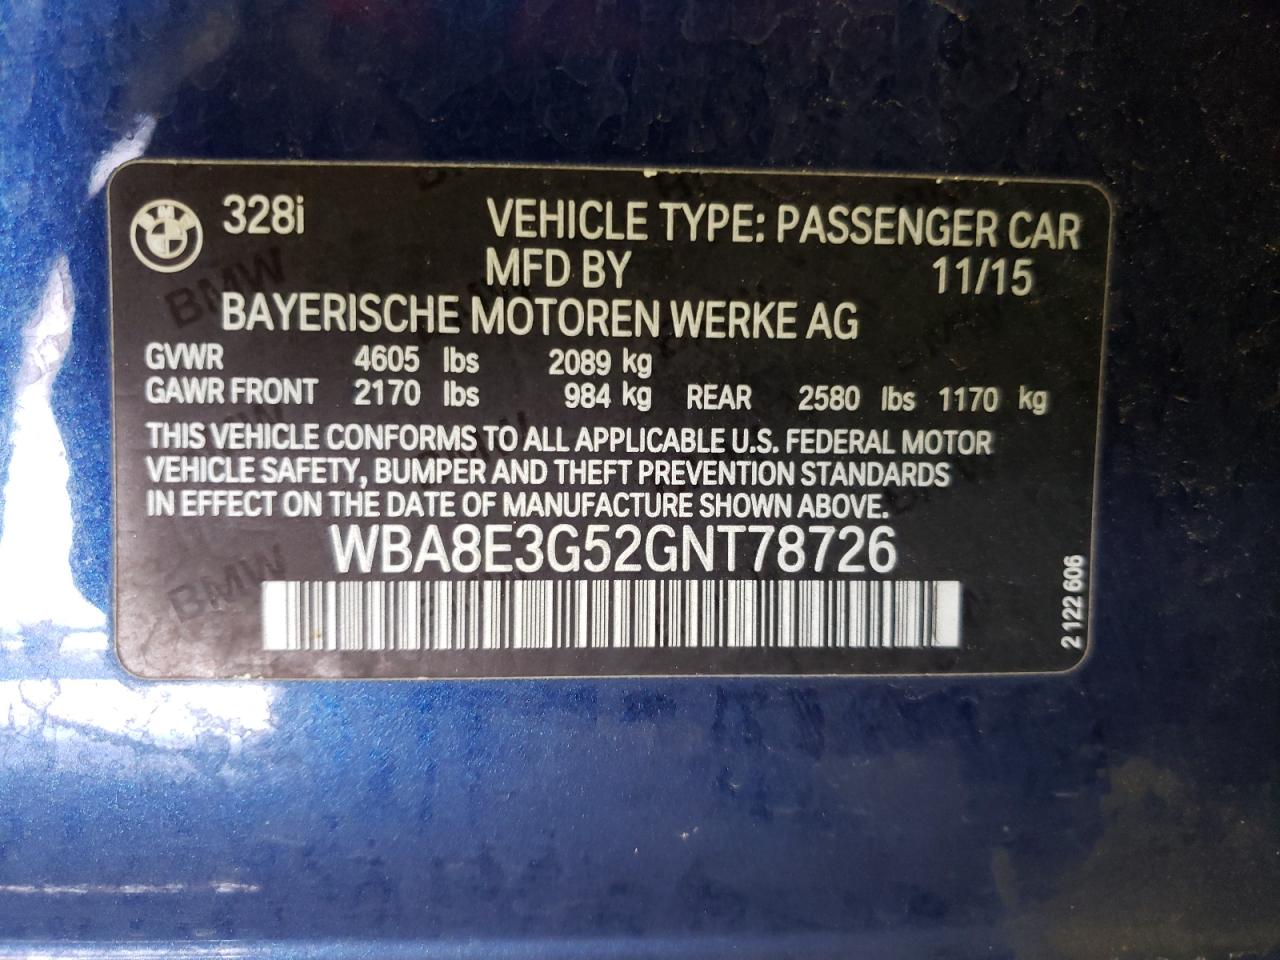 328i VEHICLE TYPE: PASSENGER CAR
MFD BY 11/15
BAYERISCHE MOTOREN WERKE AG
GVWR 4605 lbs 2089 kg
GAWR FRONT 2170 lbs 984 kg REAR 2580 lbs 1170 kg
THIS VEHICLE CONFORMS TO ALL APPLICABLE U.S. FEDERAL MOTOR
VEHICLE SAFETY, BUMPER AND THEFT PREVENTION STANDARDS
IN EFFECT ON THE DATE OF MANUFACTURE SHOWN ABOVE.
WBA8E3G52GNT78726
2 122 606